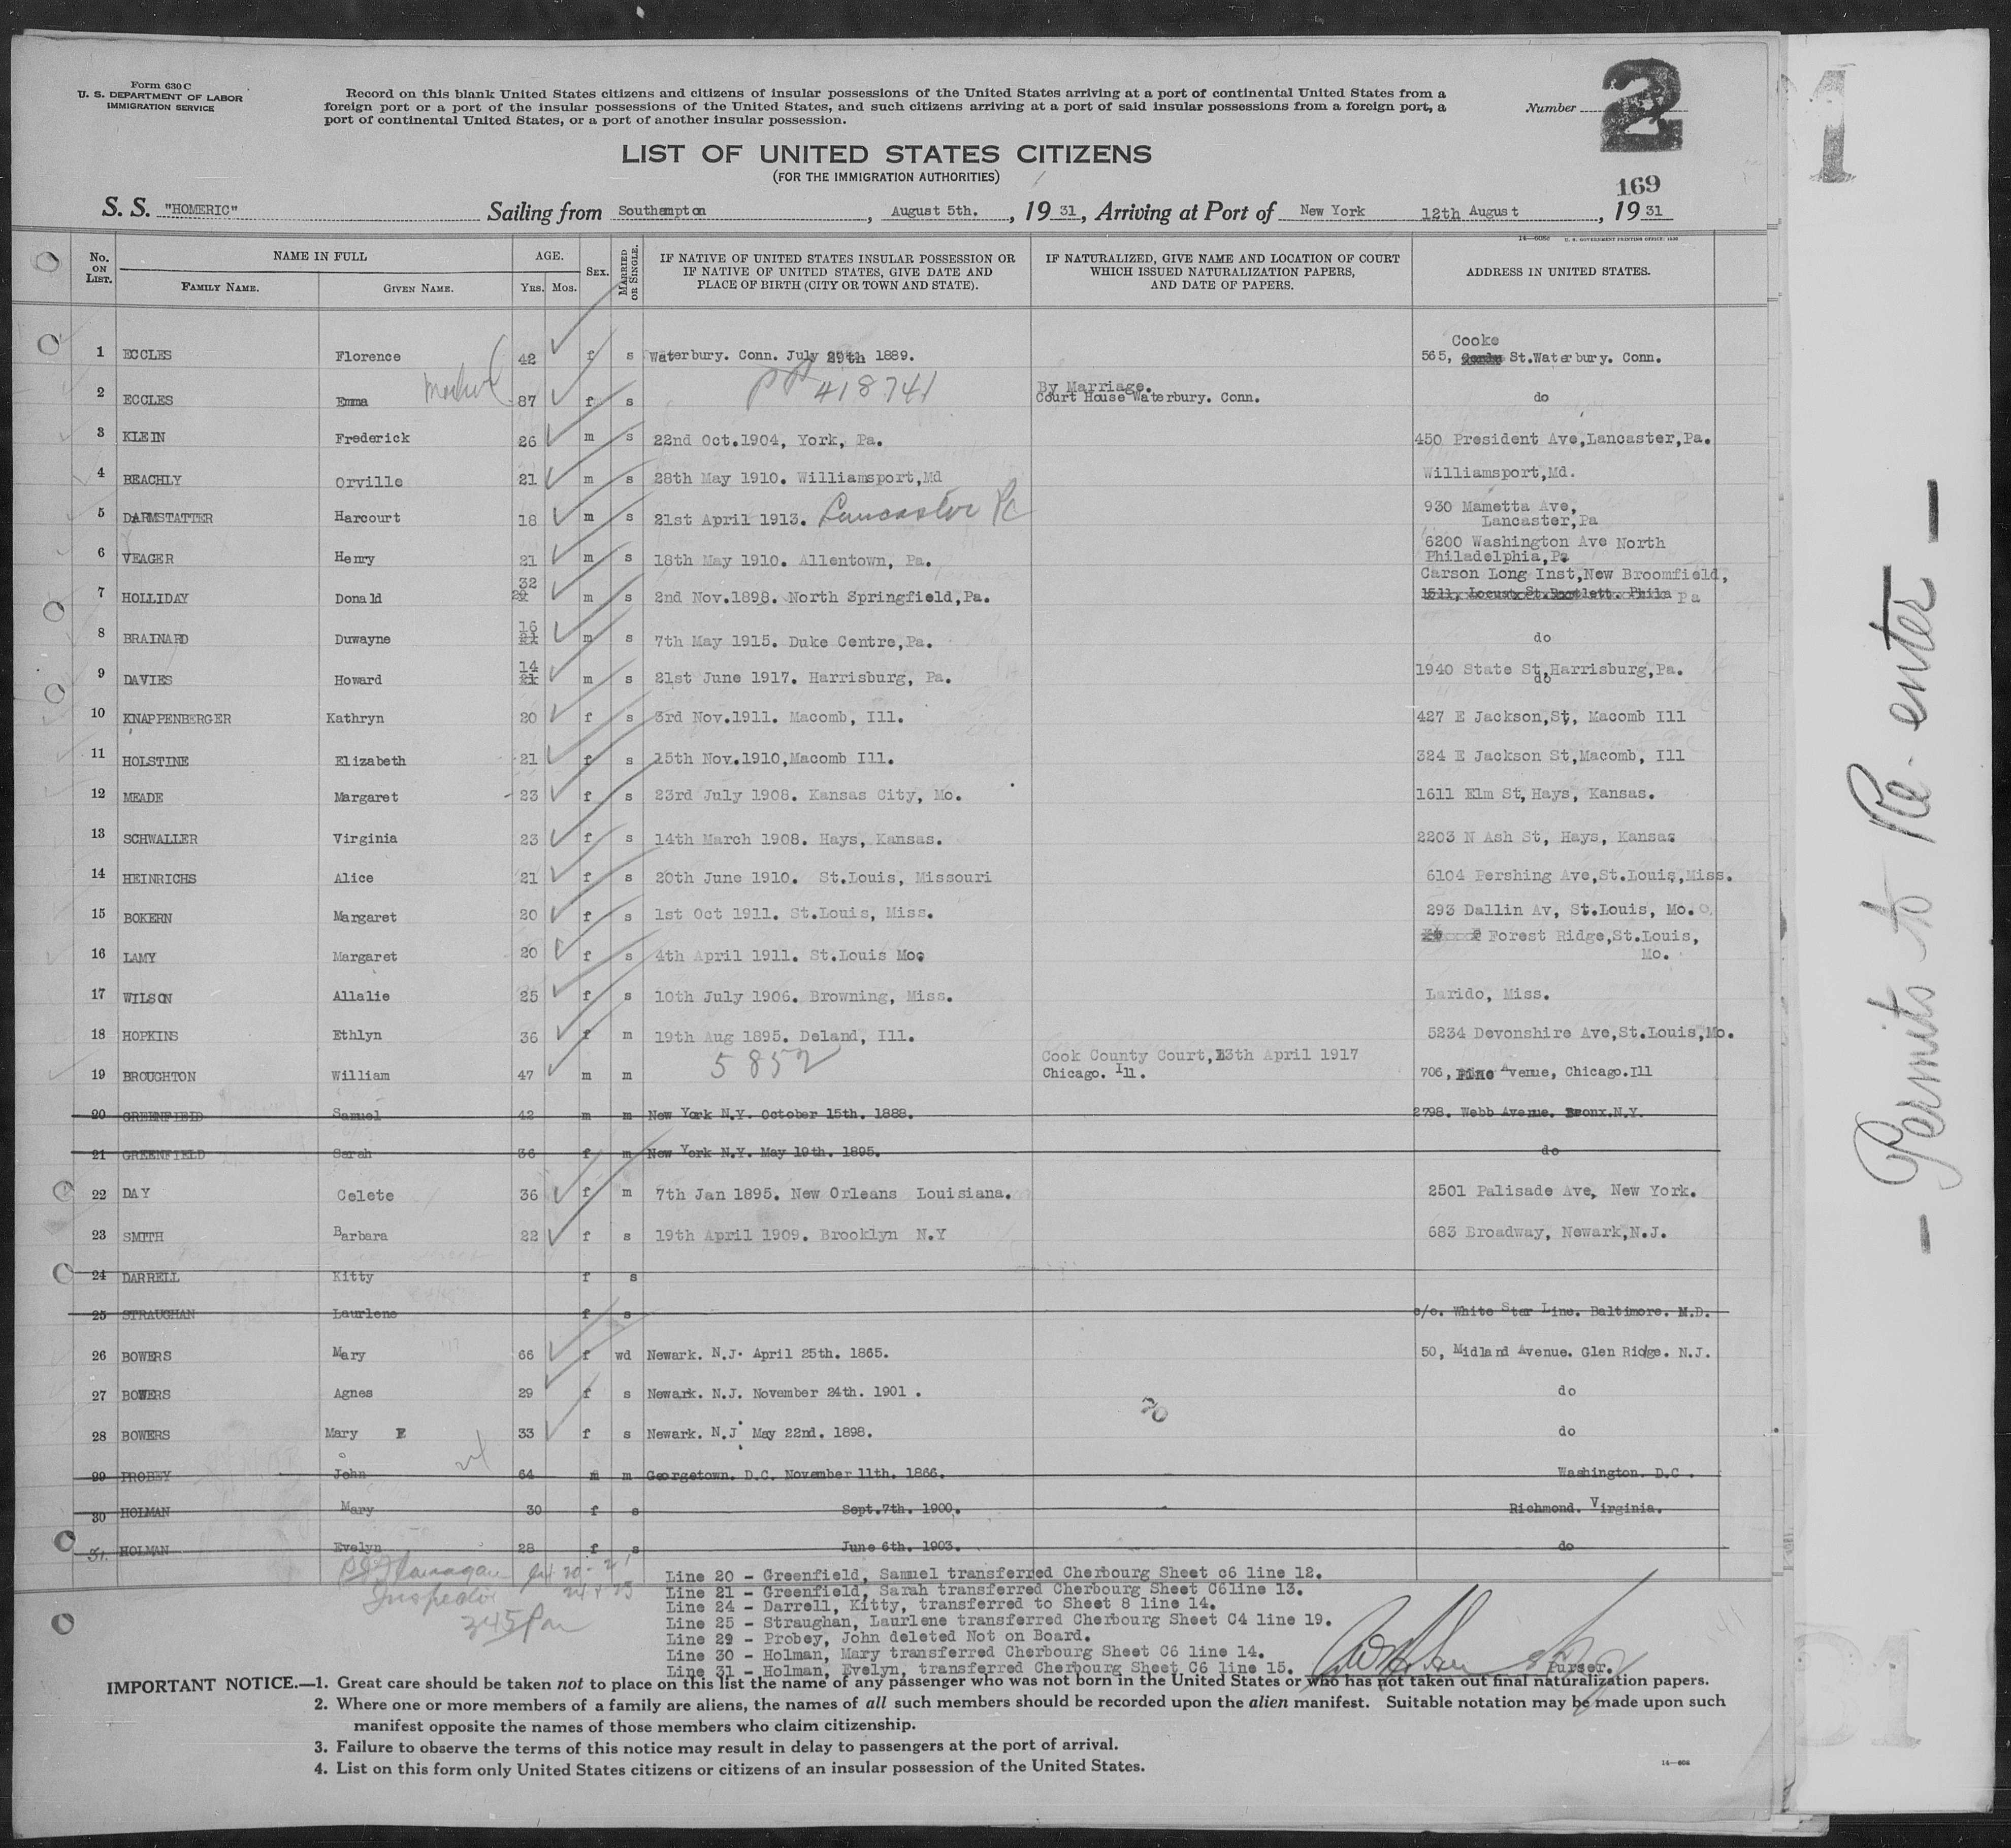 Form 630 C
U. S. DEPARTMENT OF LABOR
IMMIGRATION SERVICE
Record on this blank United States citizens and citizens of insular possessions of the United States arriving at a port of continental United States from a
foreign port or a port of the insular possessions of the United States, and such citizens arriving at a port of said insular possessions from a foreign port, a
port of continental United States, or a port of another insular possession.
Number 2
LIST OF UNITED STATES CITIZENS
(FOR THE IMMIGRATION AUTHORITIES)
169
S. S. "HOMERIC" Sailing from Southampton, August 5th., 19 31, Arriving at Port of New York 12th August, 19 31
14—608d U. S. GOVERNMENT PRINTING OFFICE: 1930
No. ON LIST. NAME IN FULL FAMILY NAME. GIVEN NAME. AGE. YRS. MOS. SEX. MARRIED OR SINGLE. IF NATIVE OF UNITED STATES INSULAR POSSESSION OR IF NATIVE OF UNITED STATES, GIVE DATE AND PLACE OF BIRTH (CITY OR TOWN AND STATE). IF NATURALIZED, GIVE NAME AND LOCATION OF COURT WHICH ISSUED NATURALIZATION PAPERS, AND DATE OF PAPERS. ADDRESS IN UNITED STATES.
1 ECCLES Florence 42 f s Waterbury. Conn. July 29th 1889. 565, Cooke St.Waterbury. Conn.
2 ECCLES Emma mother 87 f s PP 418741 By Marriage. Court House Waterbury. Conn. do
3 KLEIN Frederick 26 m s 22nd Oct.1904, York, Pa. 450 President Ave,Lancaster,Pa.
4 BEACHLY Orville 21 m s 28th May 1910. Williamsport,Md Williamsport,Md.
5 DARMSTATTER Harcourt 18 m s 21st April 1913. Lancaster Pa 930 Mametta Ave, Lancaster,Pa
6 VEAGER Henry 21 m s 18th May 1910. Allentown, Pa. 6200 Washington Ave North Philadelphia,Pa
7 HOLLIDAY Donald 32 m s 2nd Nov.1898. North Springfield,Pa. Carson Long Inst,New Broomfield, 1511, Locust St. Phila Pa
8 BRAINARD Duwayne 16 21 m s 7th May 1915. Duke Centre,Pa. do
9 DAVIES Howard 14 21 m s 21st June 1917. Harrisburg, Pa. 1940 State St,Harrisburg,Pa. do
10 KNAPPENBERGER Kathryn 20 f s 3rd Nov.1911. Macomb, Ill. 427 E Jackson,St, Macomb Ill
11 HOLSTINE Elizabeth 21 f s 15th Nov.1910,Macomb Ill. 324 E Jackson St,Macomb, Ill
12 MEADE Margaret 23 f s 23rd July 1908. Kansas City, Mo. 1611 Elm St, Hays, Kansas.
13 SCHWALLER Virginia 23 f s 14th March 1908. Hays, Kansas. 2203 N Ash St, Hays, Kansas
14 HEINRICHS Alice 21 f s 20th June 1910. St.Louis, Missouri 6104 Pershing Ave,St.Louis,Miss.
15 BOKERN Margaret 20 f s 1st Oct 1911. St.Louis, Miss. 293 Dallin Av, St.Louis, Mo.
16 LAMY Margaret 20 f s 4th April 1911. St.Louis Mo. Forest Ridge,St.Louis, Mo.
17 WILSON Allalie 25 f s 10th July 1906. Browning, Miss. Larido, Miss.
18 HOPKINS Ethlyn 36 f m 19th Aug 1895. Deland, Ill. 5234 Devonshire Ave,St.Louis,Mo.
19 BROUGHTON William 47 m m 5852 Cook County Court,13th April 1917 Chicago. Ill. 706, Pine Avenue, Chicago.Ill
20 GREENFIELD Samuel 42 m m New York N.Y. October 15th. 1888. 2798. Webb Avenue. Bronx.N.Y.
21 GREENFIELD Sarah 36 f m New York N.Y. May 19th. 1895. do
22 DAY Celete 36 f m 7th Jan 1895. New Orleans Louisiana. 2501 Palisade Ave, New York.
23 SMITH Barbara 22 f s 19th April 1909. Brooklyn N.Y 683 Broadway, Newark,N.J.
24 DARRELL Kitty f s
25 STRAUGHAN Laurlene f s c/o. White Star Line. Baltimore. M.D.
26 BOWERS Mary 66 f wd Newark. N.J. April 25th. 1865. 50, Midland Avenue. Glen Ridge. N.J.
27 BOWERS Agnes 29 f s Newark. N.J. November 24th. 1901. do
20
28 BOWERS Mary E 33 f s Newark. N.J. May 22nd. 1898. do
29 PROBEY John 64 m m Georgetown. D.C. November 11th. 1866. Washington. D.C.
30 HOLMAN Mary 30 f s Sept.7th. 1900. Richmond. Virginia.
31. HOLMAN Evelyn 28 f s June 6th. 1903. do
Flanagan
Inspector
345 Pm
Line 20 - Greenfield, Samuel transferred Cherbourg Sheet c6 line 12.
Line 21 - Greenfield, Sarah transferred Cherbourg Sheet C6line 13.
Line 24 - Darrell, Kitty, transferred to Sheet 8 line 14.
Line 25 - Straughan, Laurlene transferred Cherbourg Sheet C4 line 19.
Line 29 - Probey, John deleted Not on Board.
Line 30 - Holman, Mary transferred Cherbourg Sheet C6 line 14.
Line 31 - Holman, Evelyn, transferred Cherbourg Sheet C6 line 15.
Purser.
IMPORTANT NOTICE.—1. Great care should be taken not to place on this list the name of any passenger who was not born in the United States or who has not taken out final naturalization papers.
2. Where one or more members of a family are aliens, the names of all such members should be recorded upon the alien manifest. Suitable notation may be made upon such
manifest opposite the names of those members who claim citizenship.
3. Failure to observe the terms of this notice may result in delay to passengers at the port of arrival.
4. List on this form only United States citizens or citizens of an insular possession of the United States.
14—608
- Permits to Re-enter -